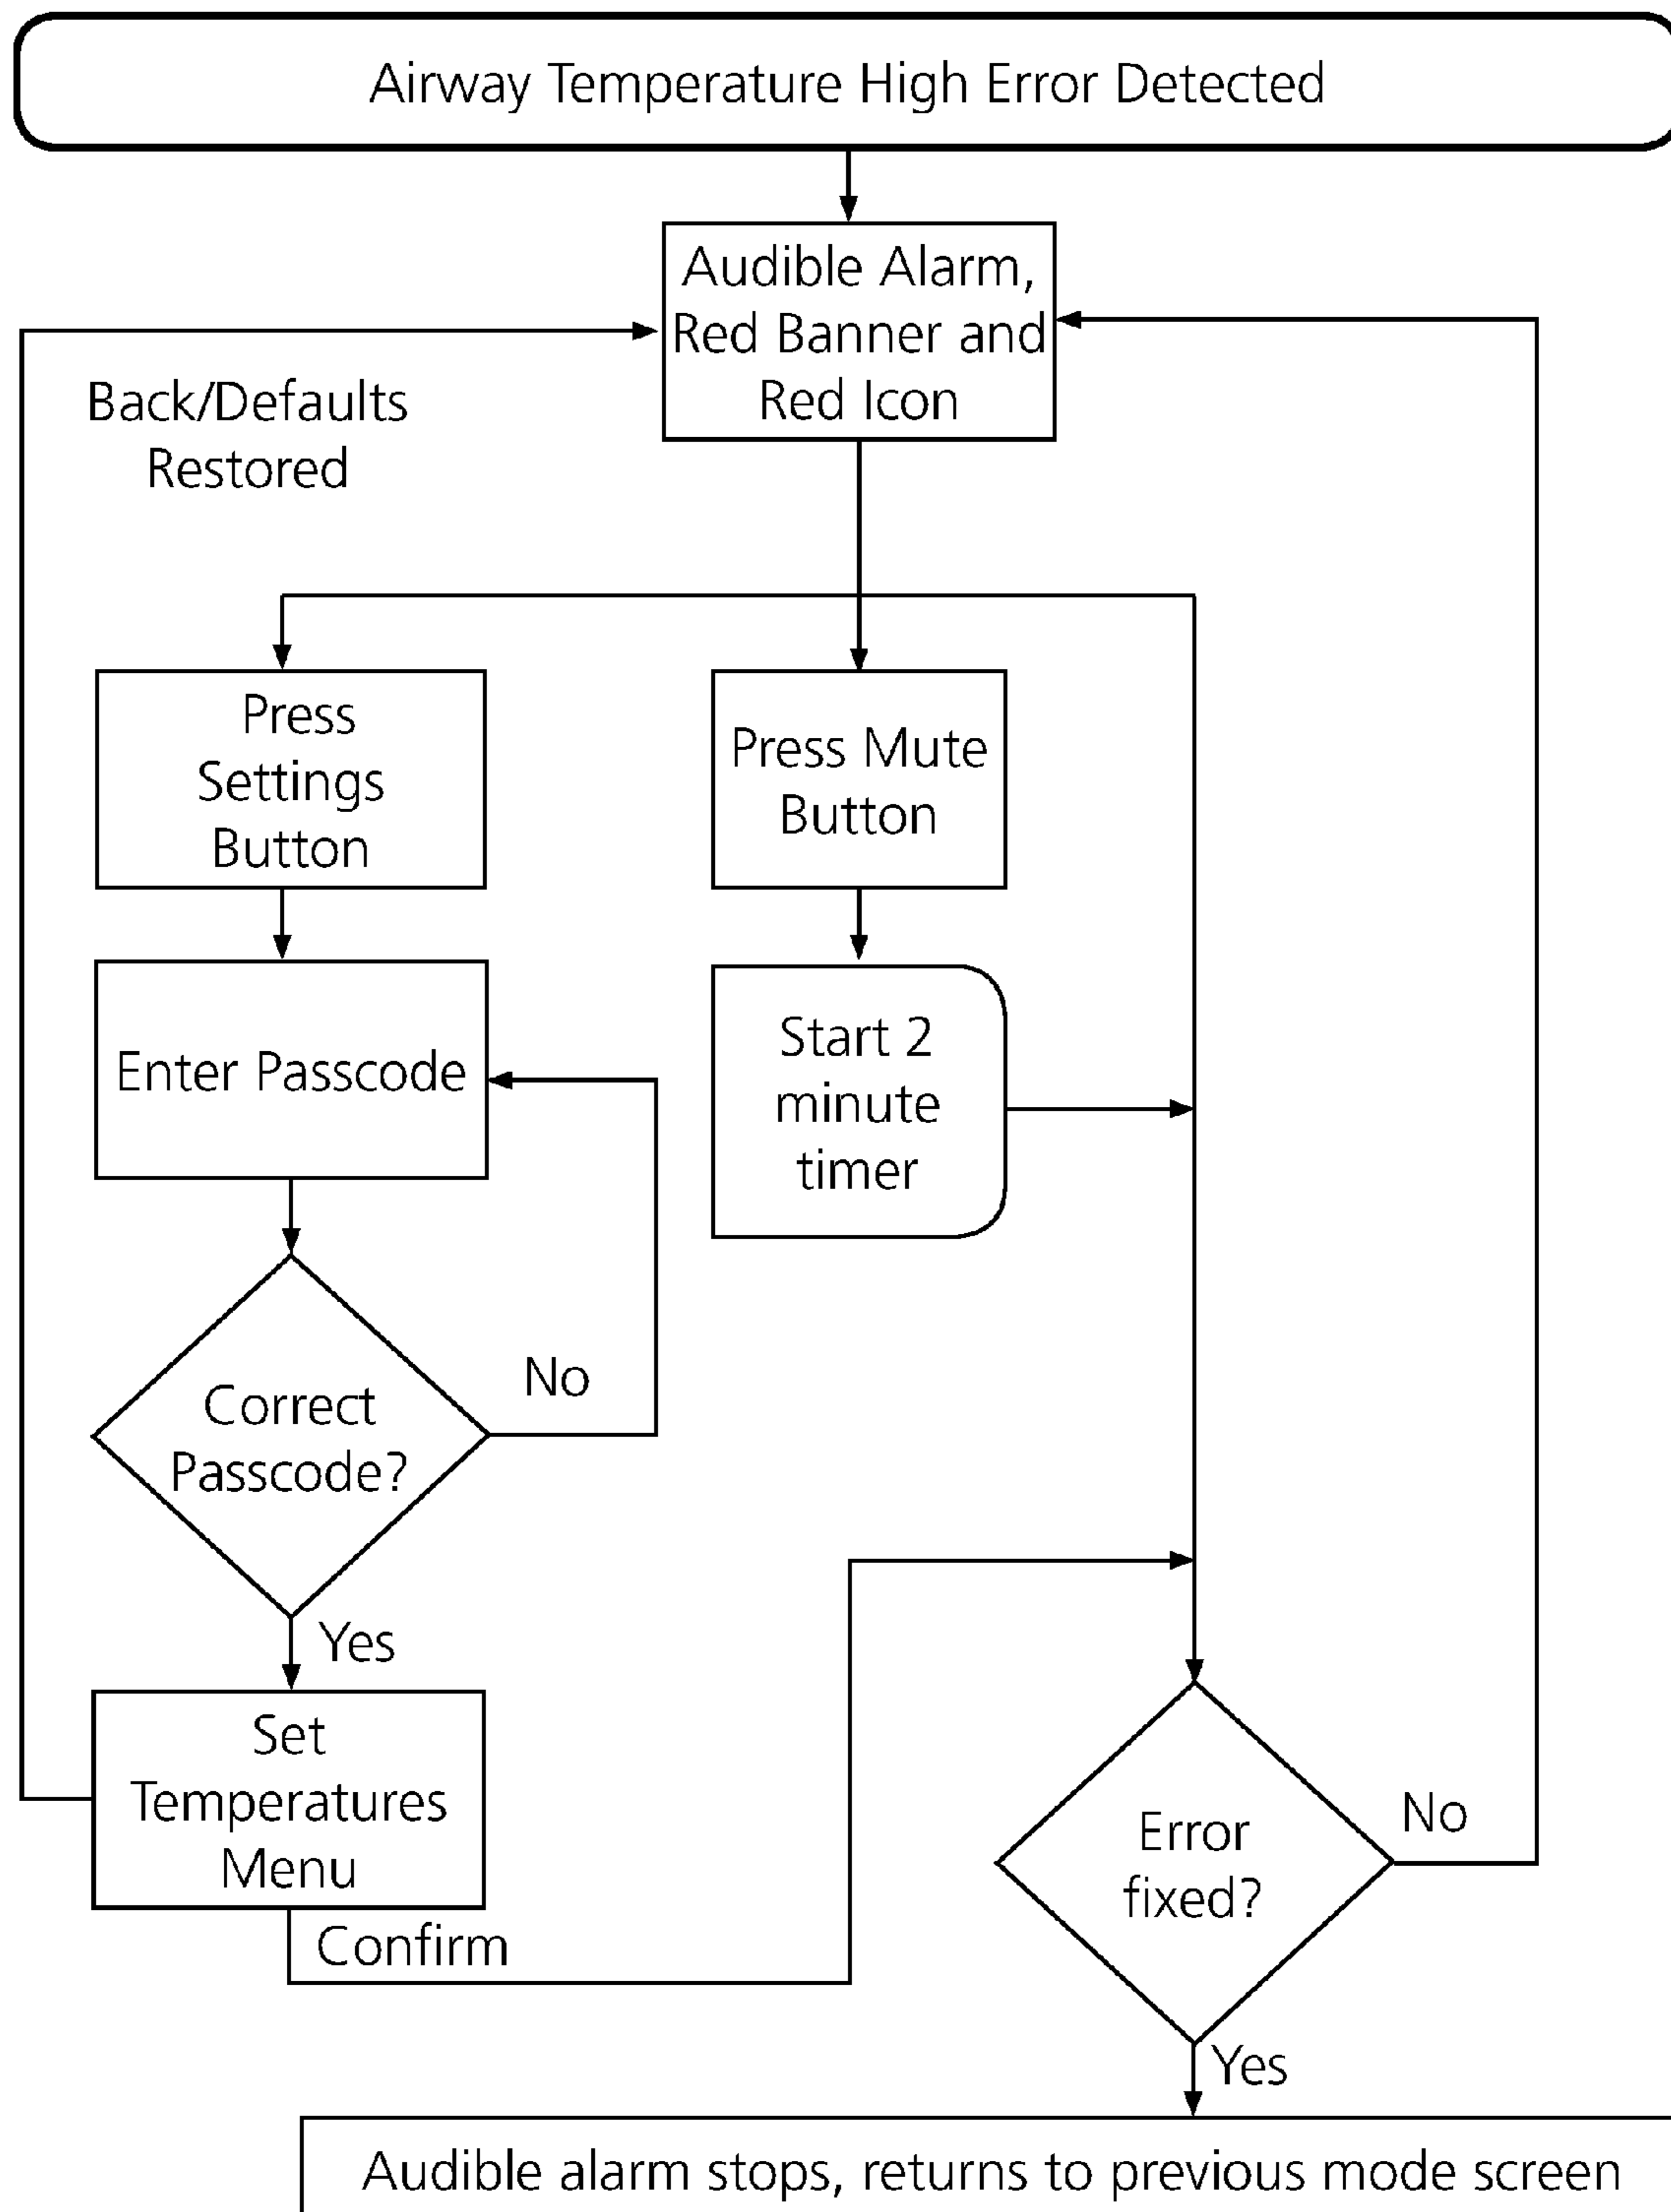 Airway Temperature High Error Detected
Audible Alarm,
Red Banner and
Red Icon
Back/Defaults
Restored
Press
Settings
Button
Press Mute
Button
Enter Passcode
Start 2
minute
timer
Correct
Passcode?
No
Yes
Set
Temperatures
Menu
Confirm
Error
fixed?
No
Yes
Audible alarm stops, returns to previous mode screen